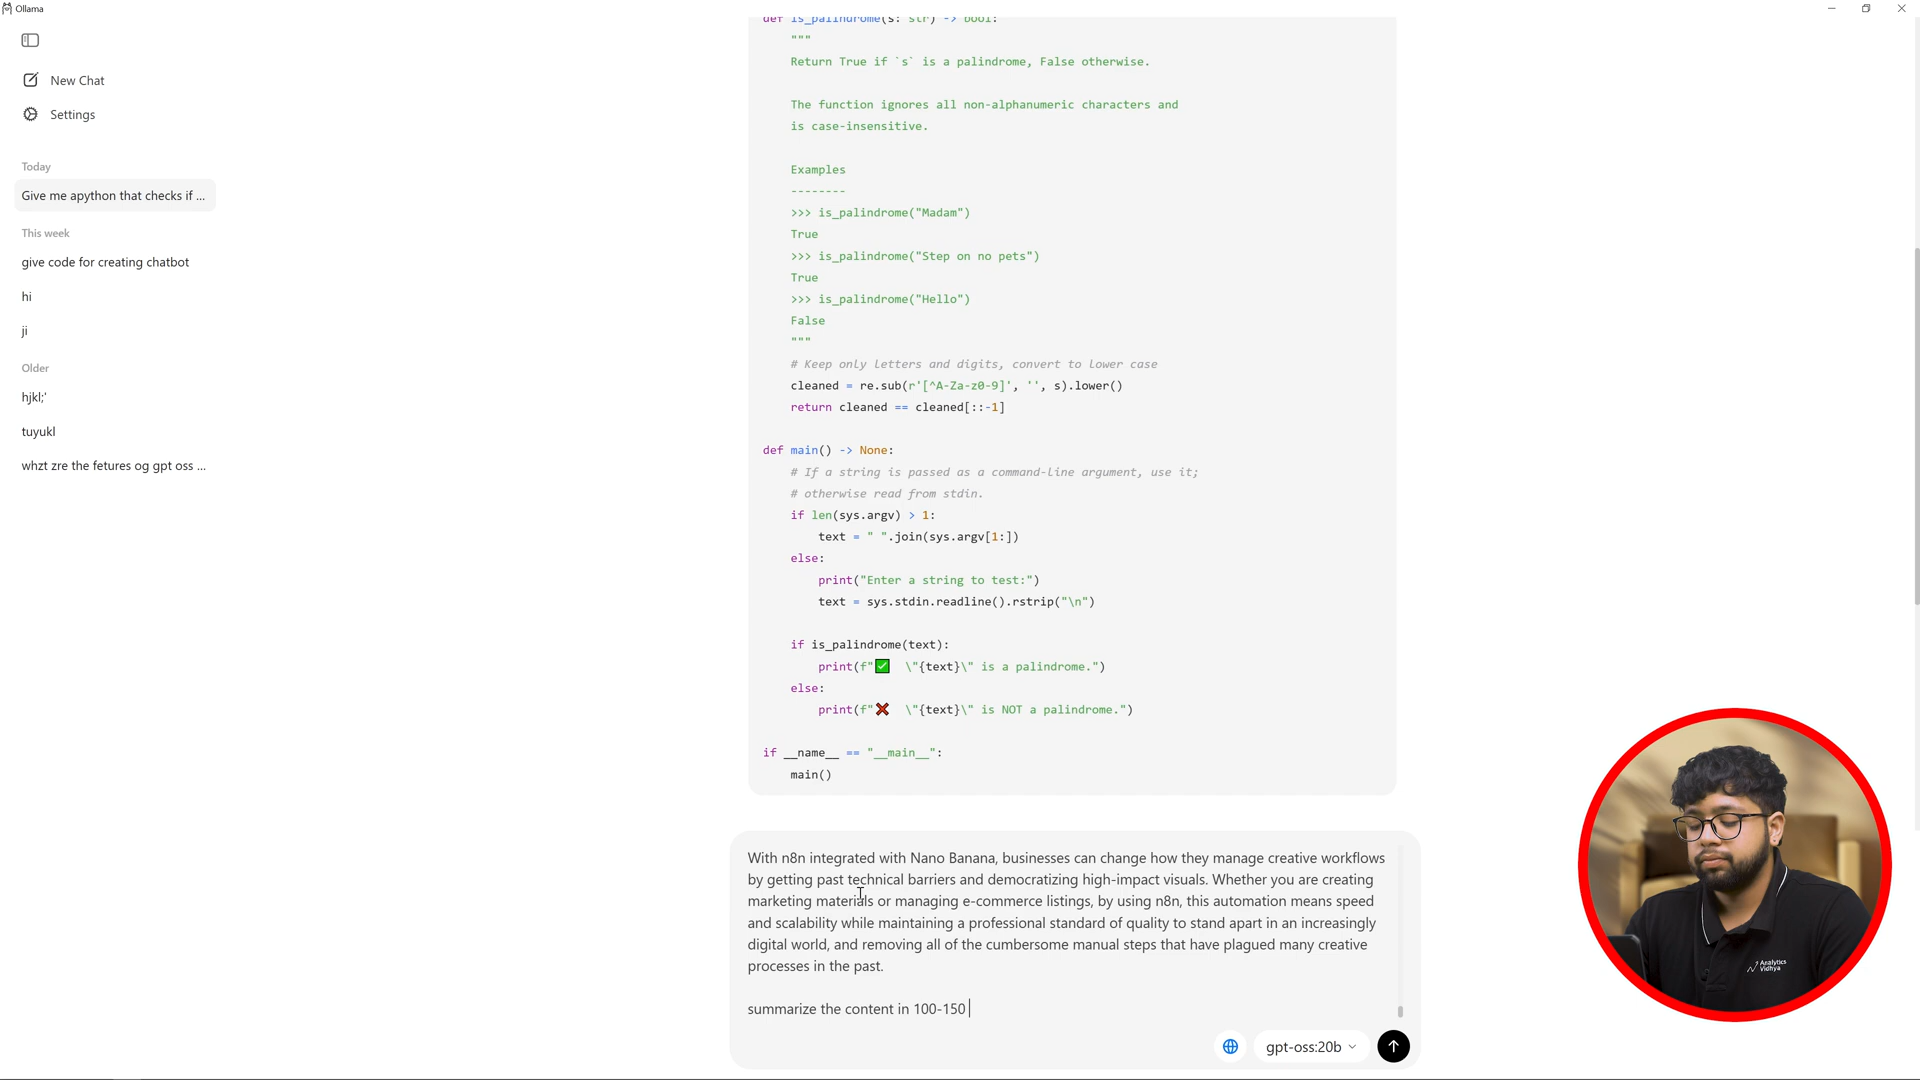 Ollama
New Chat
Settings
Today
Give me apython that checks if ...
This week
give code for creating chatbot
hi
ji
Older
hjkl;'
tuyukl
whzt zre the fetures og gpt oss ...
def is_palindrome(s: str) -> bool:
"""
Return True if `s` is a palindrome, False otherwise.
The function ignores all non-alphanumeric characters and
is case-insensitive.
Examples
--------
>>> is_palindrome("Madam")
True
>>> is_palindrome("Step on no pets")
True
>>> is_palindrome("Hello")
False
"""
# Keep only letters and digits, convert to lower case
cleaned = re.sub(r'[^A-Za-z0-9]', '', s).lower()
return cleaned == cleaned[::-1]
def main() -> None:
# If a string is passed as a command-line argument, use it;
# otherwise read from stdin.
if len(sys.argv) > 1:
text = " ".join(sys.argv[1:])
else:
print("Enter a string to test:")
text = sys.stdin.readline().rstrip("\n")
if is_palindrome(text):
print(f"✅ \"{text}\" is a palindrome.")
else:
print(f"❌ \"{text}\" is NOT a palindrome.")
if __name__ == "__main__":
main()
With n8n integrated with Nano Banana, businesses can change how they manage creative workflows
by getting past technical barriers and democratizing high-impact visuals. Whether you are creating
marketing materials or managing e-commerce listings, by using n8n, this automation means speed
and scalability while maintaining a professional standard of quality to stand apart in an increasingly
digital world, and removing all of the cumbersome manual steps that have plagued many creative
processes in the past.
summarize the content in 100-150
gpt-oss:20b
Analytics
Vidhya